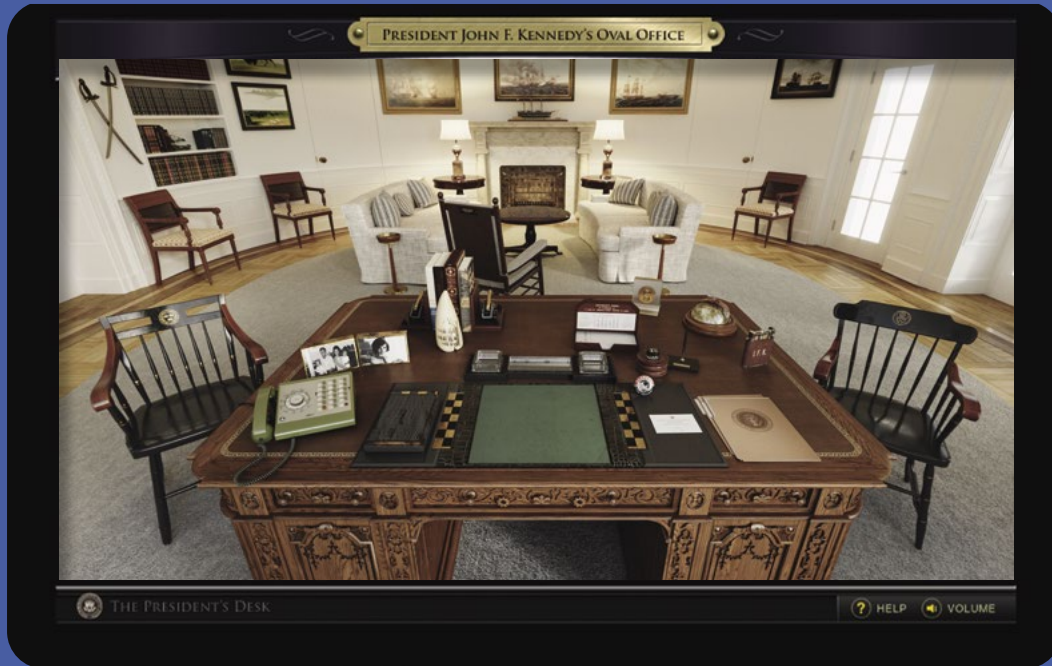 PRESIDENT JOHN F. KENNEDY'S OVAL OFFICE
J.F.K.
THE PRESIDENT'S DESK
? HELP
VOLUME